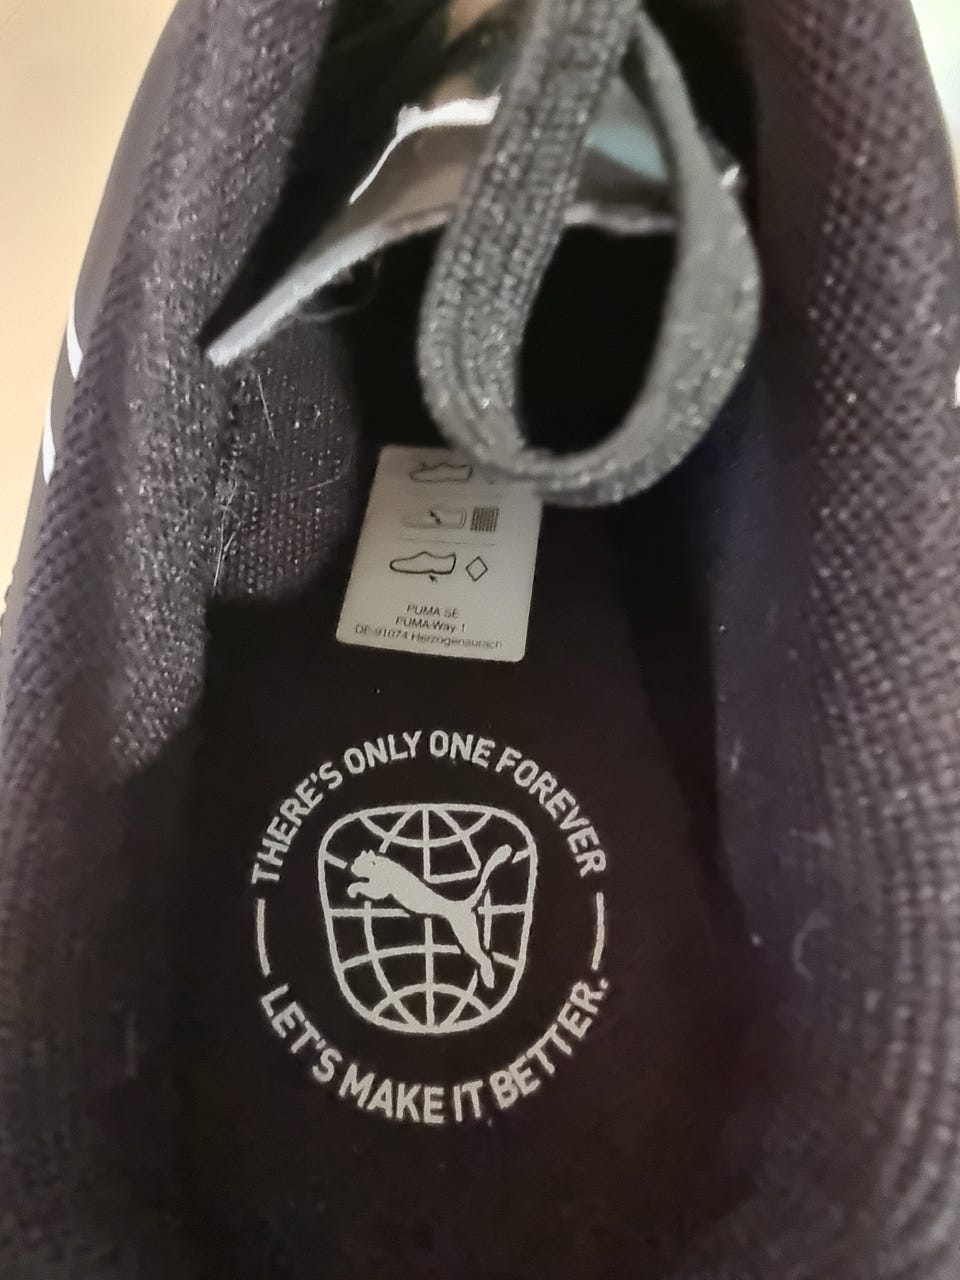 PUMA SE
PUMA Way 1
DE-91074 Herzogenaurach
THERE'S ONLY ONE FOREVER
LET'S MAKE IT BETTER.